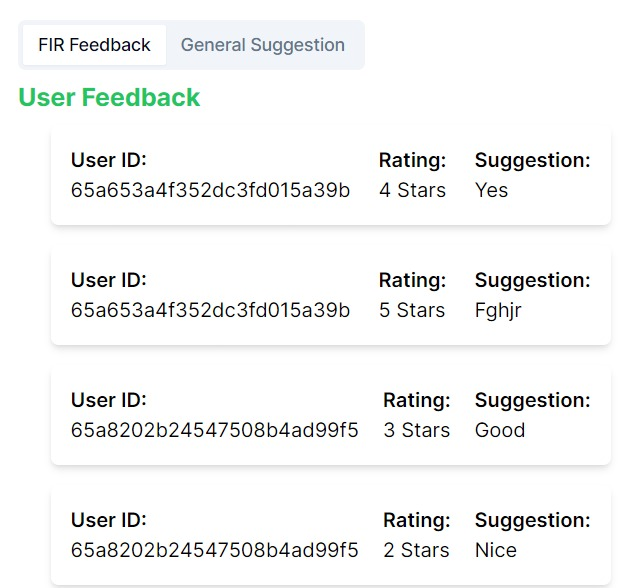 FIR Feedback General Suggestion
User Feedback
User ID: Rating: Suggestion:
65a653a4f352dc3fd015a39b 4 Stars Yes
User ID: Rating: Suggestion:
65a653a4f352dc3fd015a39b 5 Stars Fghjr
User ID: Rating: Suggestion:
65a8202b24547508b4ad99f5 3 Stars Good
User ID: Rating: Suggestion:
65a8202b24547508b4ad99f5 2 Stars Nice